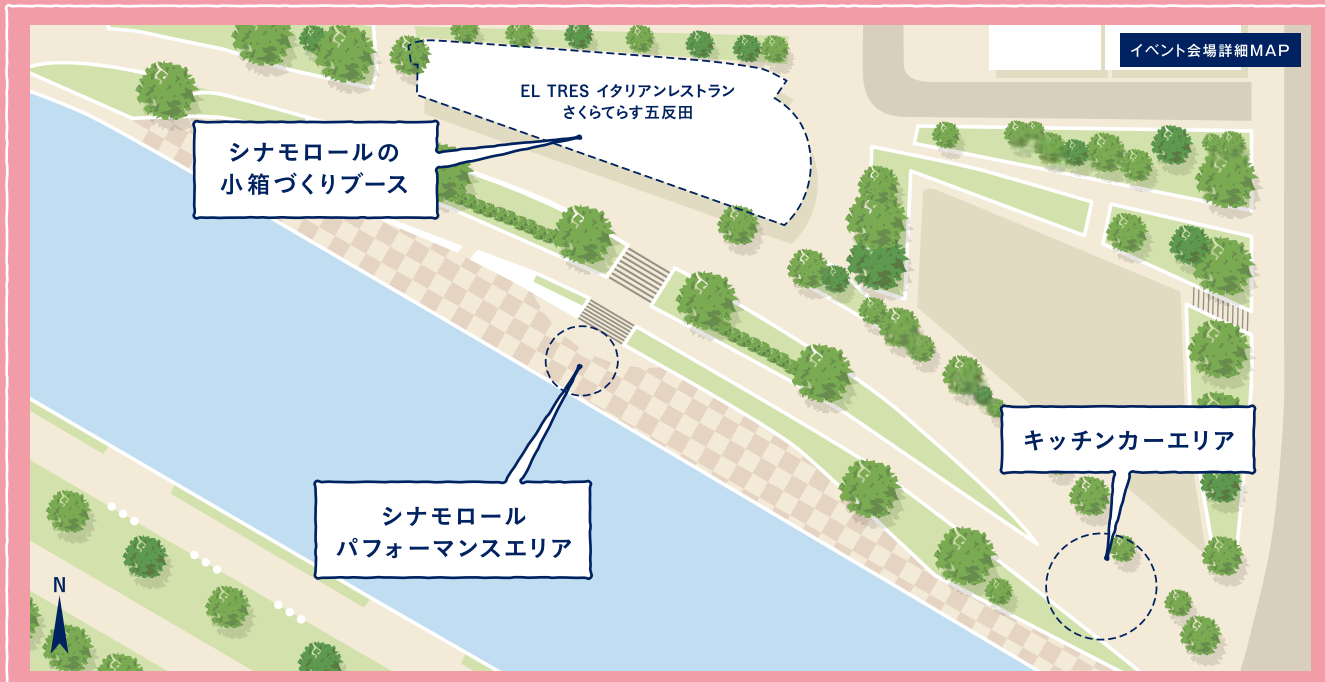 イベント会場詳細MAP
EL TRES イタリアンレストラン
さくらてらす五反田
シナモロールの
小箱づくりブース
キッチンカーエリア
シナモロール
パフォーマンスエリア
N